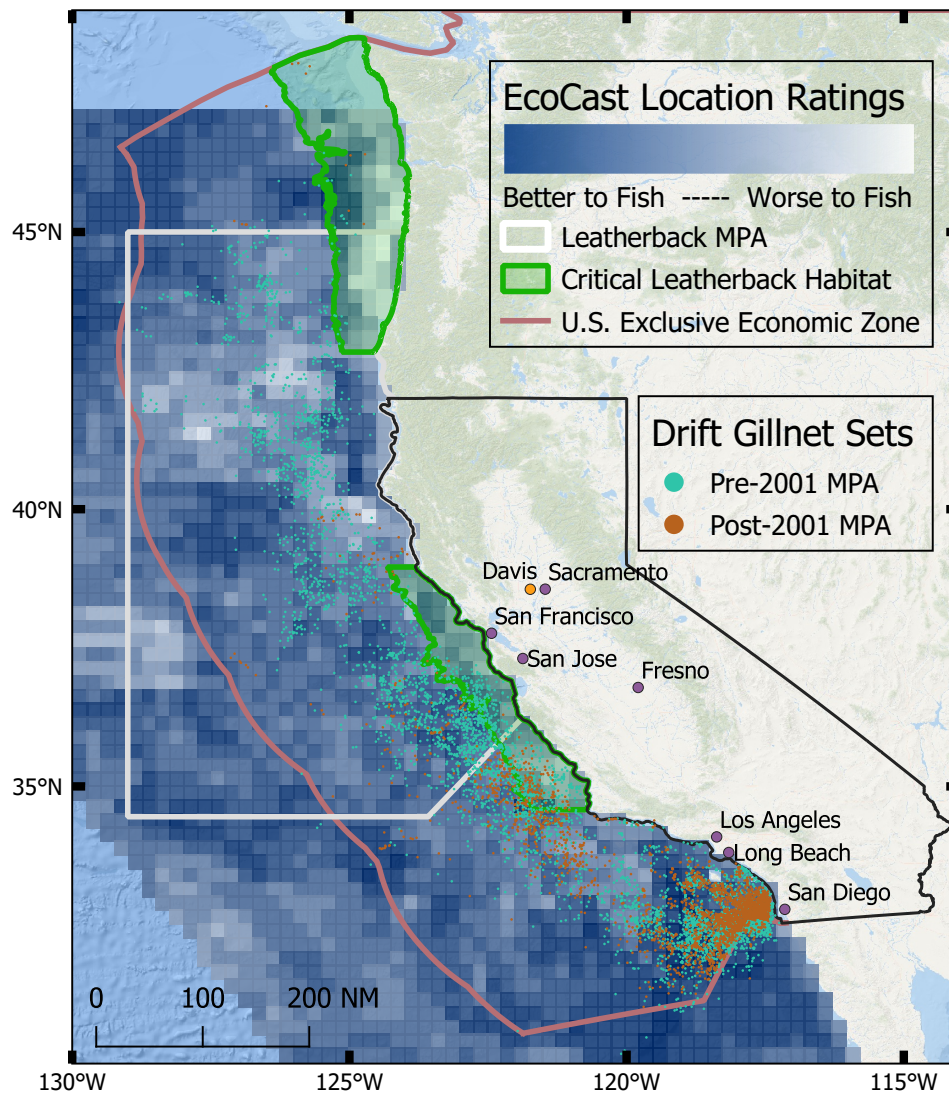 EcoCast Location Ratings
Better to Fish ----- Worse to Fish
Leatherback MPA
Critical Leatherback Habitat
U.S. Exclusive Economic Zone
45°N
Drift Gillnet Sets
Pre-2001 MPA
Post-2001 MPA
40°N
Davis
Sacramento
San Francisco
San Jose
Fresno
35°N
Los Angeles
Long Beach
San Diego
0 100 200 NM
130°W 125°W 120°W 115°W